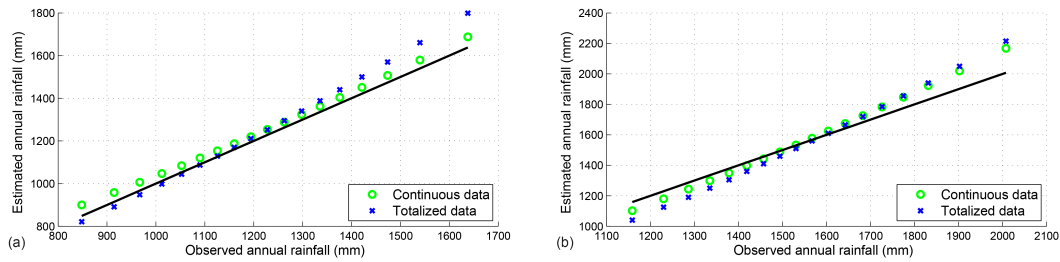 Estimated annual rainfall (mm)
1800
1600
1400
1200
1000
800
800 900 1000 1100 1200 1300 1400 1500 1600 1700
Observed annual rainfall (mm)
Continuous data
Totalized data
(a)
Estimated annual rainfall (mm)
2400
2200
2000
1800
1600
1400
1200
1000
1100 1200 1300 1400 1500 1600 1700 1800 1900 2000 2100
Observed annual rainfall (mm)
Continuous data
Totalized data
(b)